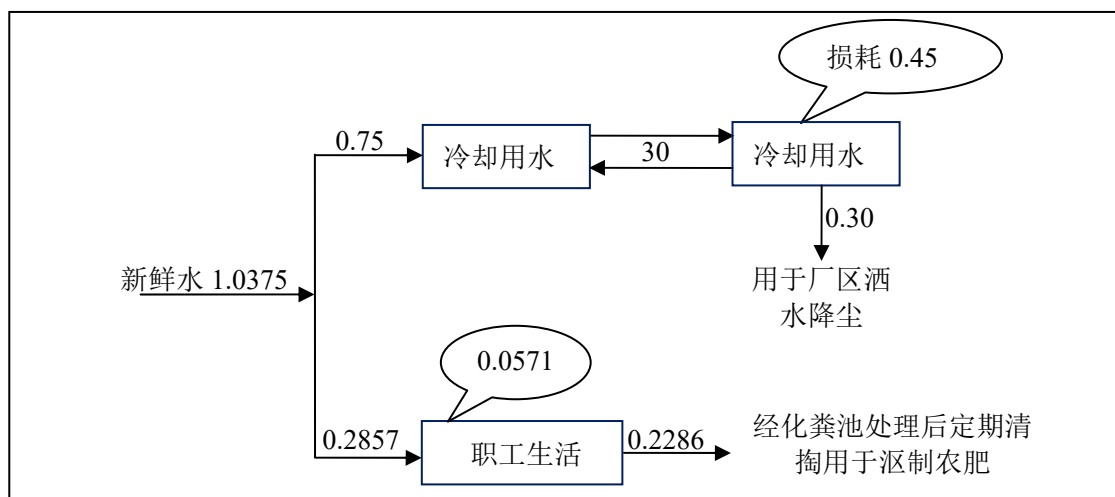 损耗 0.45
0.75
冷却用水
30
冷却用水
0.30
新鲜水 1.0375
用于厂区洒
水降尘
0.0571
0.2857
职工生活
0.2286
经化粪池处理后定期清
掏用于沤制农肥